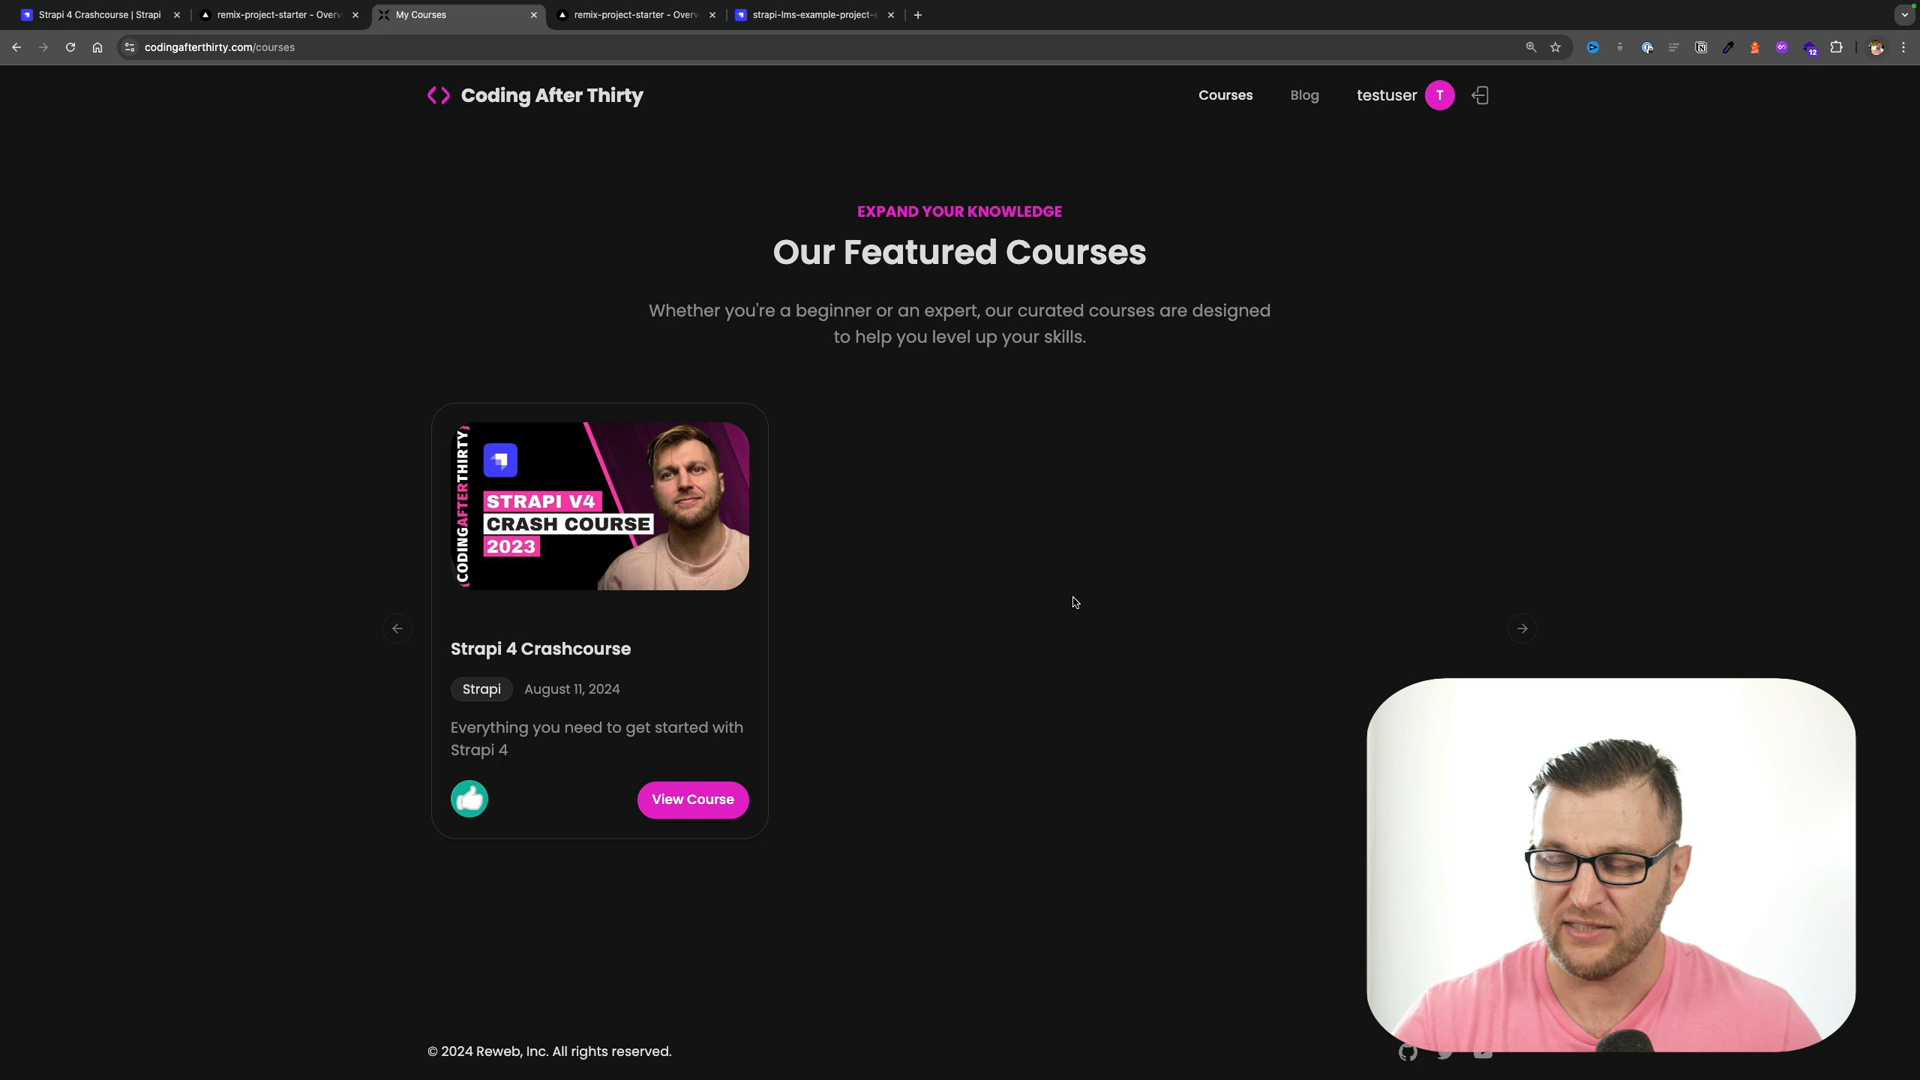 Strapi 4 Crashcourse | Strapi
remix-project-starter - Overv
My Courses
remix-project-starter - Overv
strapi-lms-example-project-
codingafterthirty.com/courses
12
Coding After Thirty
Courses
Blog
testuser
T
EXPAND YOUR KNOWLEDGE
Our Featured Courses
Whether you're a beginner or an expert, our curated courses are designed
to help you level up your skills.
CODINGAFTERTHIRTY
STRAPI V4
CRASH COURSE
2023
Strapi 4 Crashcourse
Strapi
August 11, 2024
Everything you need to get started with
Strapi 4
View Course
© 2024 Reweb, Inc. All rights reserved.